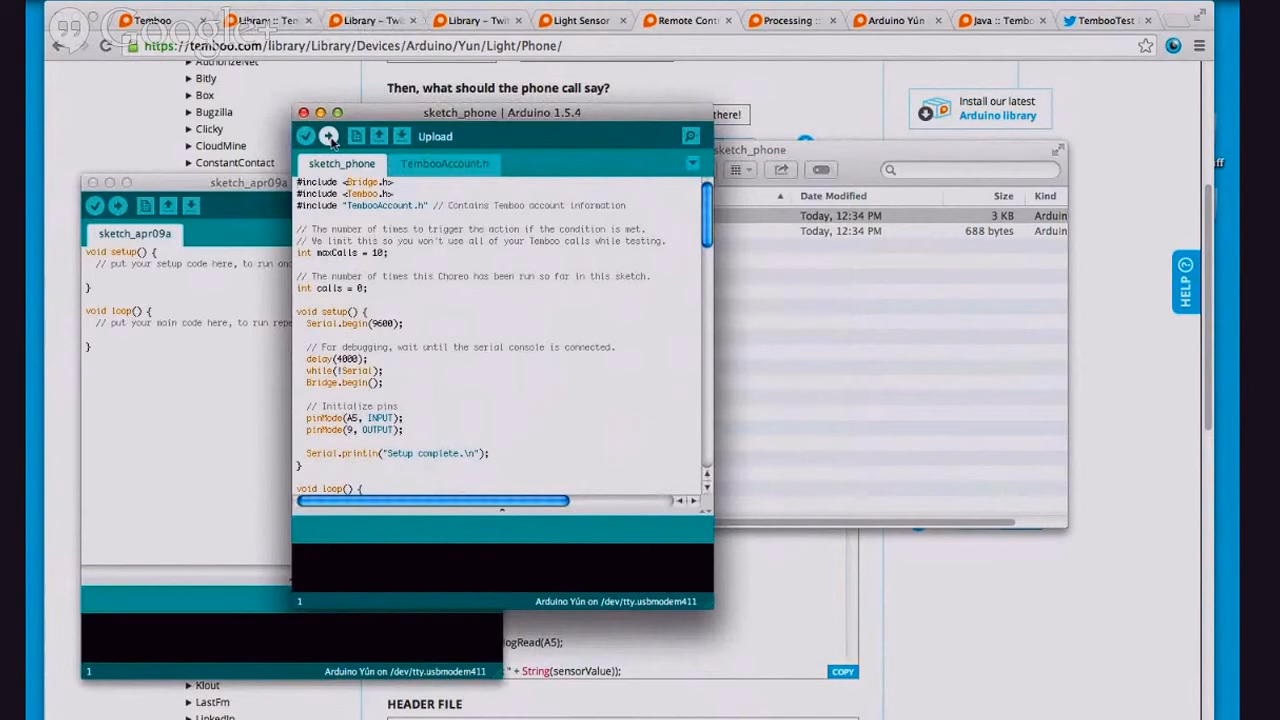 Temboo
Library :: Ten
Library :: Twi
Library :: Twi
Light Sensor
Remote Cont
Processing ::
Arduino Yún
Java :: Tembo
TembooTest
Google+
https://temboo.com/library/Library/Devices/Arduino/Yun/Light/Phone/
AuthorizeNet
Bitly
Box
Bugzilla
Clicky
CloudMine
ConstantContact
Then, what should the phone call say?
here!
Install our latest
Arduino library
HELP
sketch_phone
Date Modified
Size
Kind
Today, 12:34 PM
3 KB
Arduin
Today, 12:34 PM
688 bytes
Arduin
sketch_apr09a
sketch_apr09a
void setup() {
// put your setup code here, to run onc
}
void loop() {
// put your main code here, to run repe
}
1
Arduino Yún on /dev/tty.usbmodem411
sketch_phone | Arduino 1.5.4
Upload
sketch_phone
TembooAccount.h
#include <Bridge.h>
#include <Temboo.h>
#include "TembooAccount.h" // Contains Temboo account information
// The number of times to trigger the action if the condition is met.
// We limit this so you won't use all of your Temboo calls while testing.
int maxCalls = 10;
// The number of times this Choreo has been run so far in this sketch.
int calls = 0;
void setup() {
Serial.begin(9600);
// For debugging, wait until the serial console is connected.
delay(4000);
while(!Serial);
Bridge.begin();
// Initialize pins
pinMode(A5, INPUT);
pinMode(9, OUTPUT);
Serial.println("Setup complete.\n");
}
void loop() {
1
Arduino Yún on /dev/tty.usbmodem411
logRead(A5);
" + String(sensorValue));
COPY
Klout
LastFm
LinkedIn
HEADER FILE